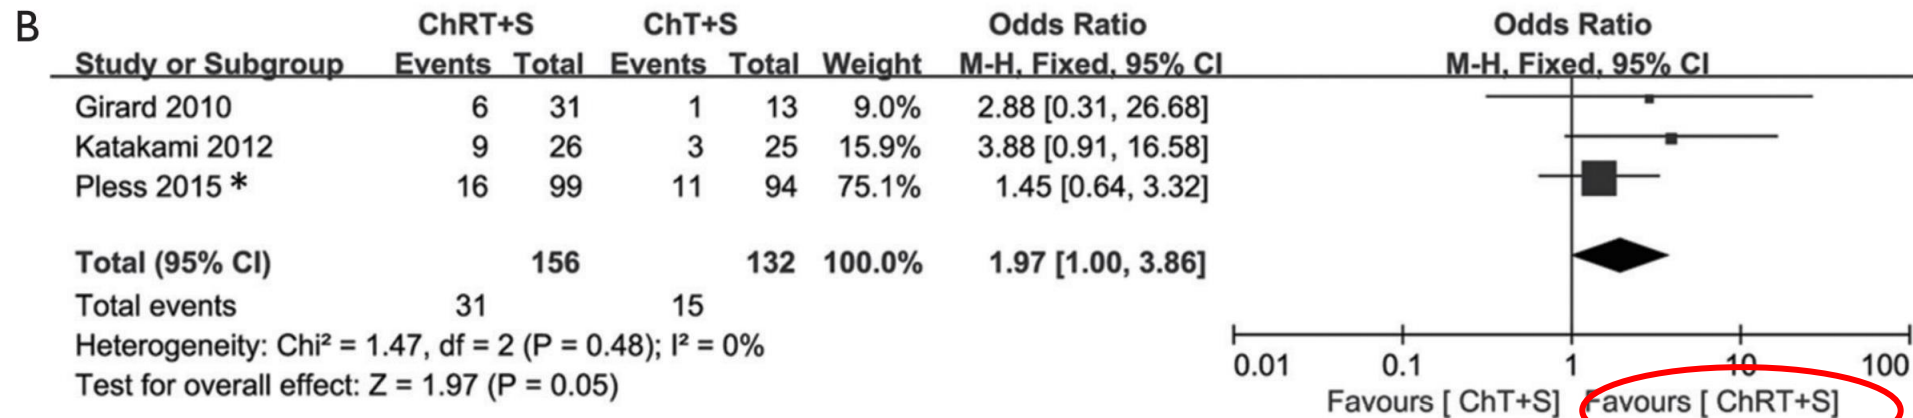 B
ChRT+S ChT+S Odds Ratio Odds Ratio
Study or Subgroup Events Total Events Total Weight M-H, Fixed, 95% CI M-H, Fixed, 95% CI
Girard 2010 6 31 1 13 9.0% 2.88 [0.31, 26.68]
Katakami 2012 9 26 3 25 15.9% 3.88 [0.91, 16.58]
Pless 2015 * 16 99 11 94 75.1% 1.45 [0.64, 3.32]
Total (95% CI) 156 132 100.0% 1.97 [1.00, 3.86]
Total events 31 15
Heterogeneity: Chi² = 1.47, df = 2 (P = 0.48); I² = 0%
Test for overall effect: Z = 1.97 (P = 0.05)
0.01 0.1 1 10 100
Favours [ ChT+S] Favours [ ChRT+S]